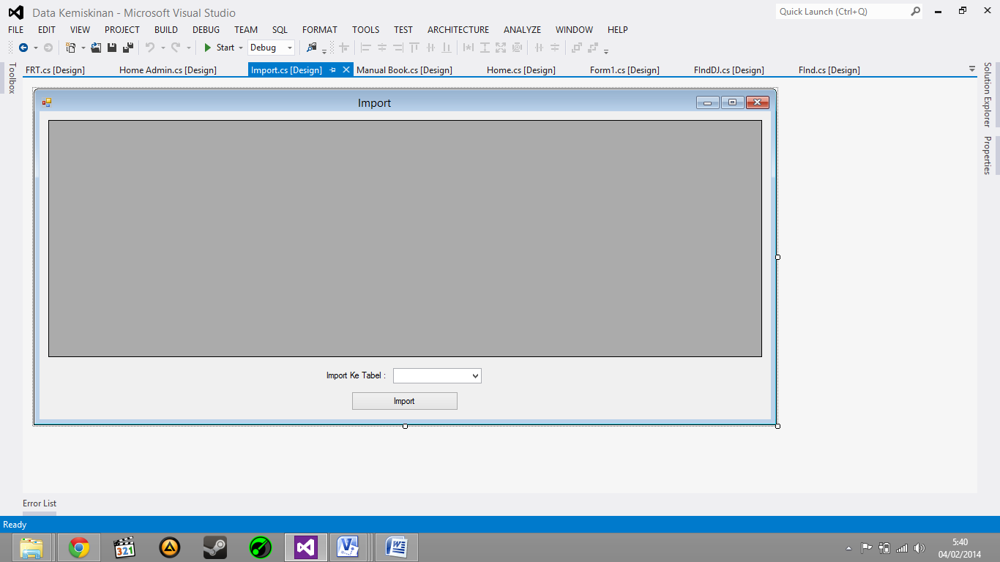 Data Kemiskinan - Microsoft Visual Studio
Quick Launch (Ctrl+Q)
FILE EDIT VIEW PROJECT BUILD DEBUG TEAM SQL FORMAT TOOLS TEST ARCHITECTURE ANALYZE WINDOW HELP
Start Debug
Toolbox
FRT.cs [Design] Home Admin.cs [Design] Import.cs [Design] Manual Book.cs [Design] Home.cs [Design] Form1.cs [Design] FIndDJ.cs [Design] FInd.cs [Design]
Solution Explorer
Properties
Import
Import Ke Tabel :
Import
Error List
Ready
321
V
W
5:40
04/02/2014